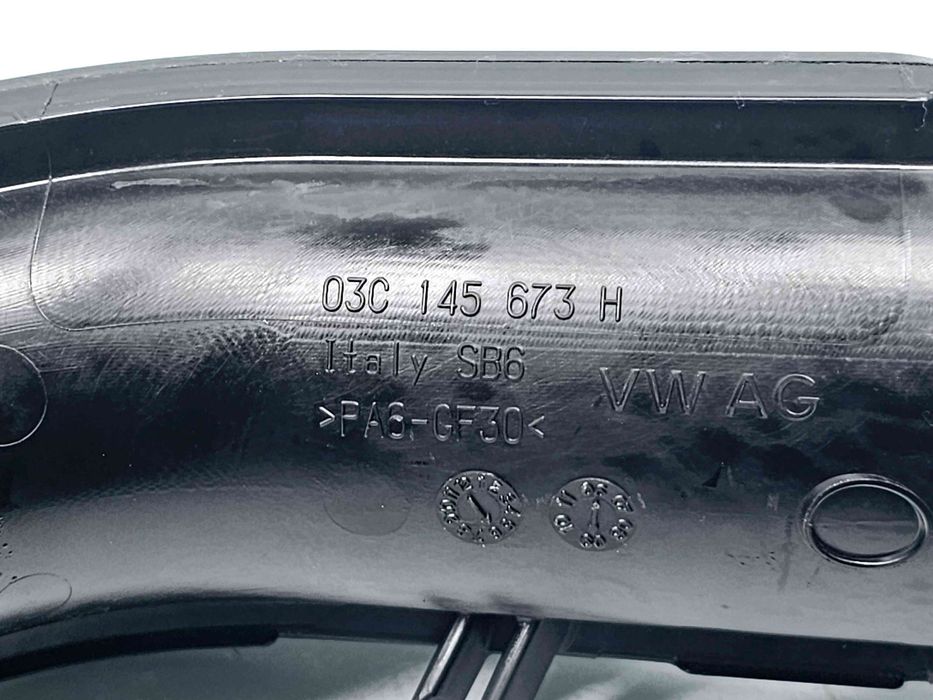 03C 145 673 H
Italy SB6
VW AG
>PA6-GF30<